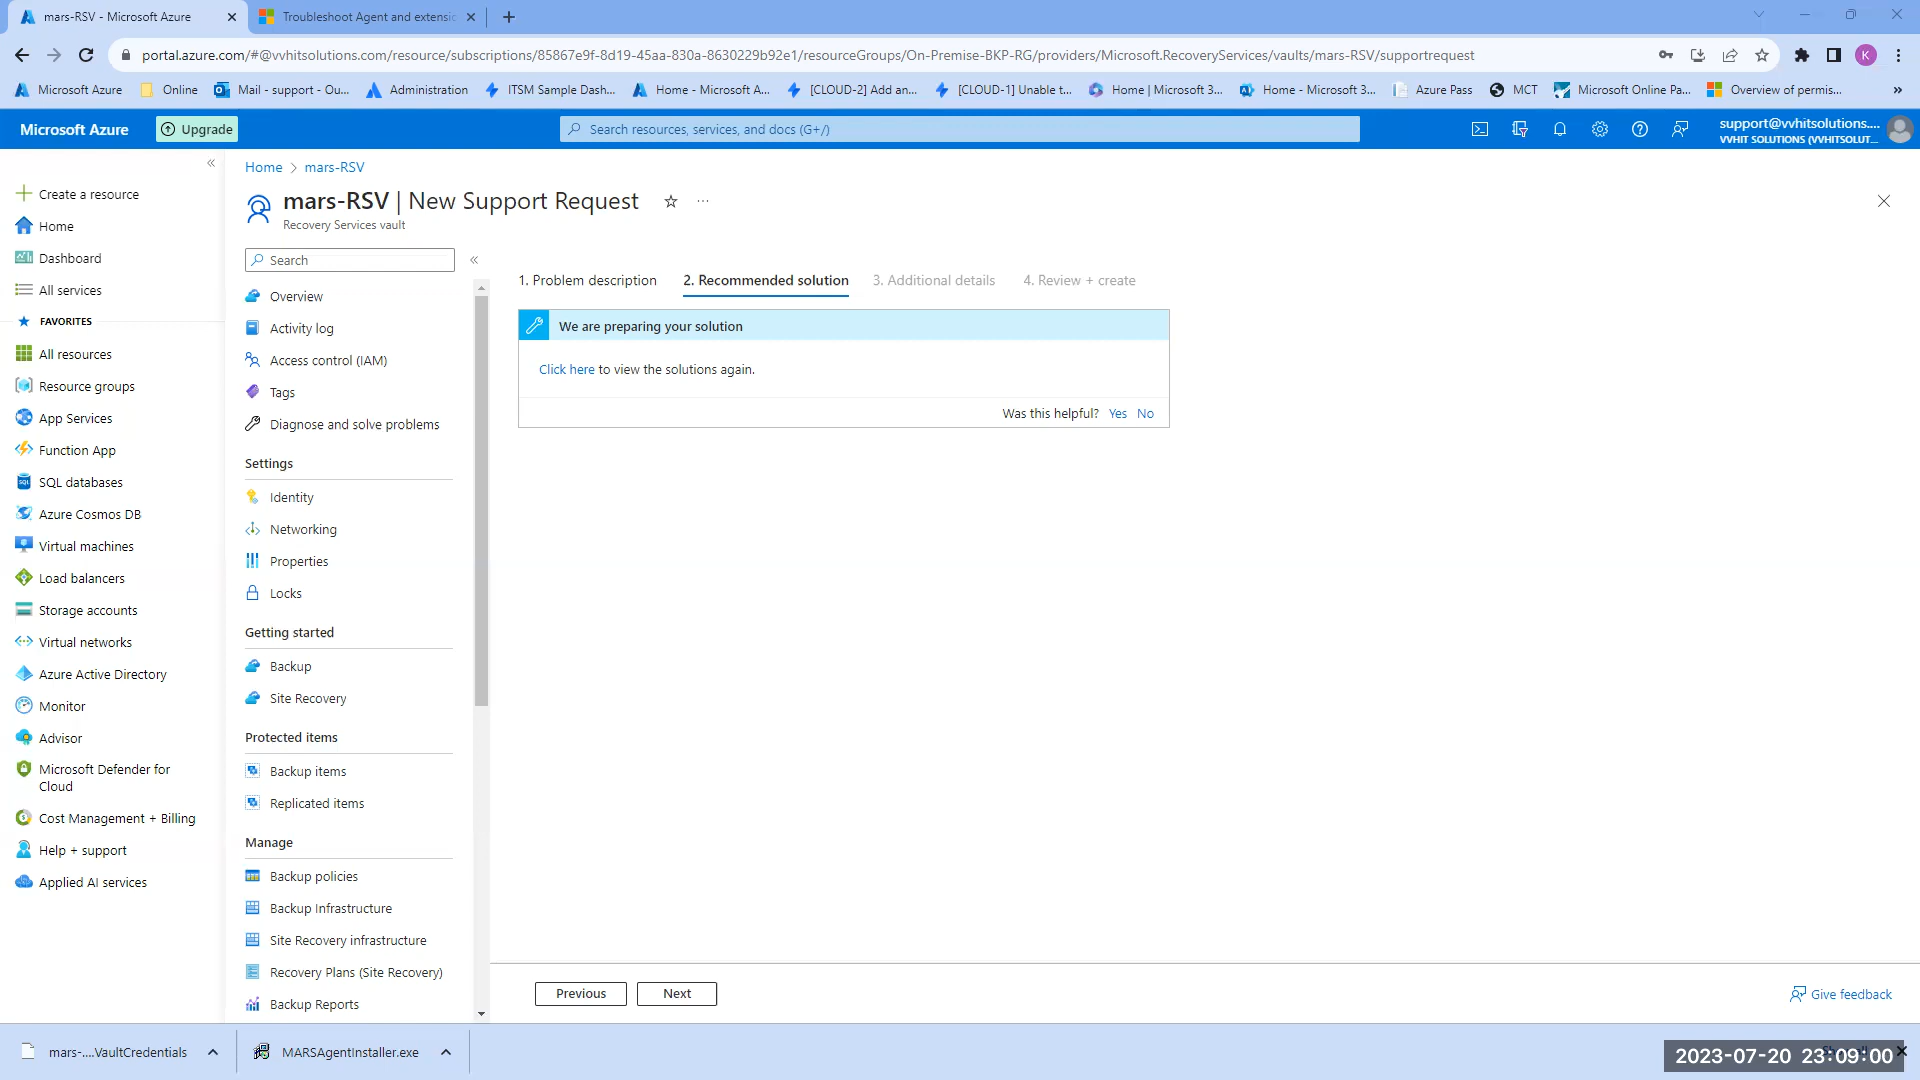 mars-RSV - Microsoft Azure
Troubleshoot Agent and extensic
portal.azure.com/#@vvhitsolutions.com/resource/subscriptions/85867e9f-8d19-45aa-830a-8630229b92e1/resourceGroups/On-Premise-BKP-RG/providers/Microsoft.RecoveryServices/vaults/mars-RSV/supportrequest
K
Microsoft Azure
Online
Mail - support - Ou...
Administration
ITSM Sample Dash...
Home - Microsoft A...
[CLOUD-2] Add an...
[CLOUD-1] Unable t...
Home | Microsoft 3...
Home - Microsoft 3...
Azure Pass
MCT
Microsoft Online Pa...
Overview of permis...
»
Microsoft Azure
Upgrade
Search resources, services, and docs (G+/)
support@vvhitsolutions....
VVHIT SOLUTIONS (VVHITSOLUT...
Create a resource
Home
Dashboard
All services
FAVORITES
All resources
Resource groups
App Services
Function App
SQL databases
Azure Cosmos DB
Virtual machines
Load balancers
Storage accounts
Virtual networks
Azure Active Directory
Monitor
Advisor
Microsoft Defender for
Cloud
Cost Management + Billing
Help + support
Applied AI services
Home > mars-RSV
mars-RSV | New Support Request
Recovery Services vault
Search
Overview
Activity log
Access control (IAM)
Tags
Diagnose and solve problems
Settings
Identity
Networking
Properties
Locks
Getting started
Backup
Site Recovery
Protected items
Backup items
Replicated items
Manage
Backup policies
Backup Infrastructure
Site Recovery infrastructure
Recovery Plans (Site Recovery)
Backup Reports
1. Problem description
2. Recommended solution
3. Additional details
4. Review + create
We are preparing your solution
Click here to view the solutions again.
Was this helpful? Yes No
Previous
Next
Give feedback
mars-....VaultCredentials
MARSAgentInstaller.exe
2023-07-20 23:09:00